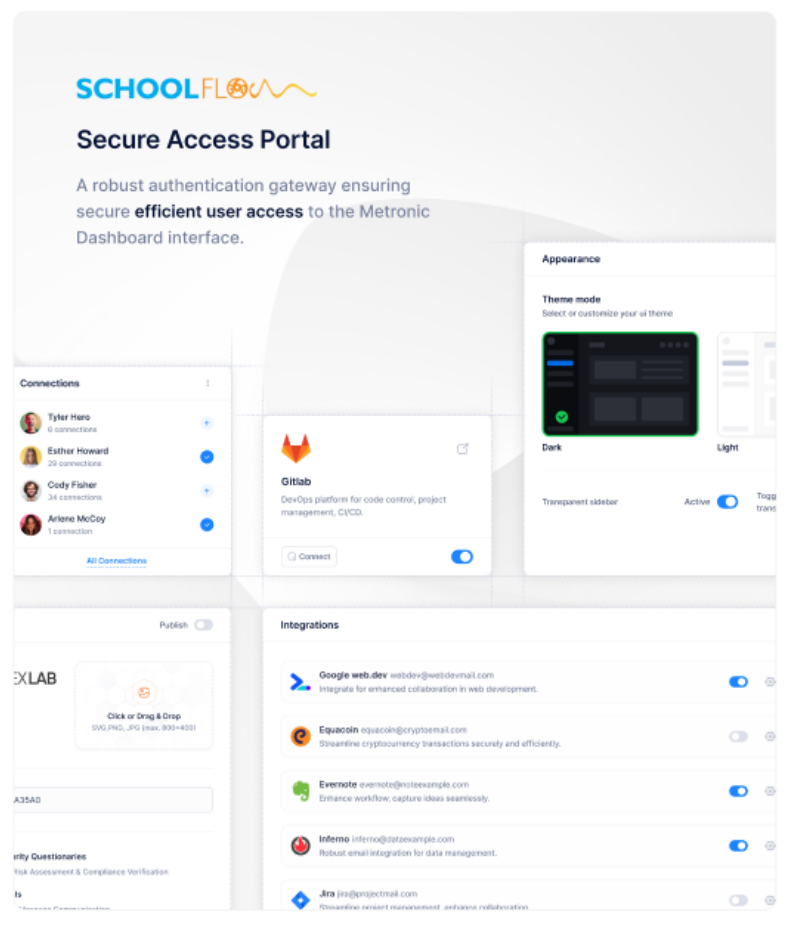 SCHOOLFLOW
Secure Access Portal
A robust authentication gateway ensuring
secure efficient user access to the Metronic
Dashboard interface.
Appearance
Theme mode
Select or customize your ui theme
Dark
Light
Transparent sidebar
Active
Togg
trans
Connections
Tyler Hero
6 connections
Esther Howard
29 connections
Cody Fisher
34 connections
Arlene McCoy
1 connection
All Connections
Gitlab
DevOps platform for code control, project
management, CI/CD.
Connect
Publish
EXLAB
Click or Drag & Drop
SVG,PNG, JPG (max. 800×400)
A35A0
urity Questionaries
Risk Assessment & Compliance Verification
ls
Integrations
Google web.dev webdev@webdevmail.com
Integrate for enhanced collaboration in web development.
Equacoin equacoin@cryptoemail.com
Streamline cryptocurrency transactions securely and efficiently.
Evernote evernote@noteexample.com
Enhance workflow, capture ideas seamlessly.
Inferno inferno@dataexample.com
Robust email integration for data management.
Jira jira@projectmail.com
Streamline project management, enhance collaboration.